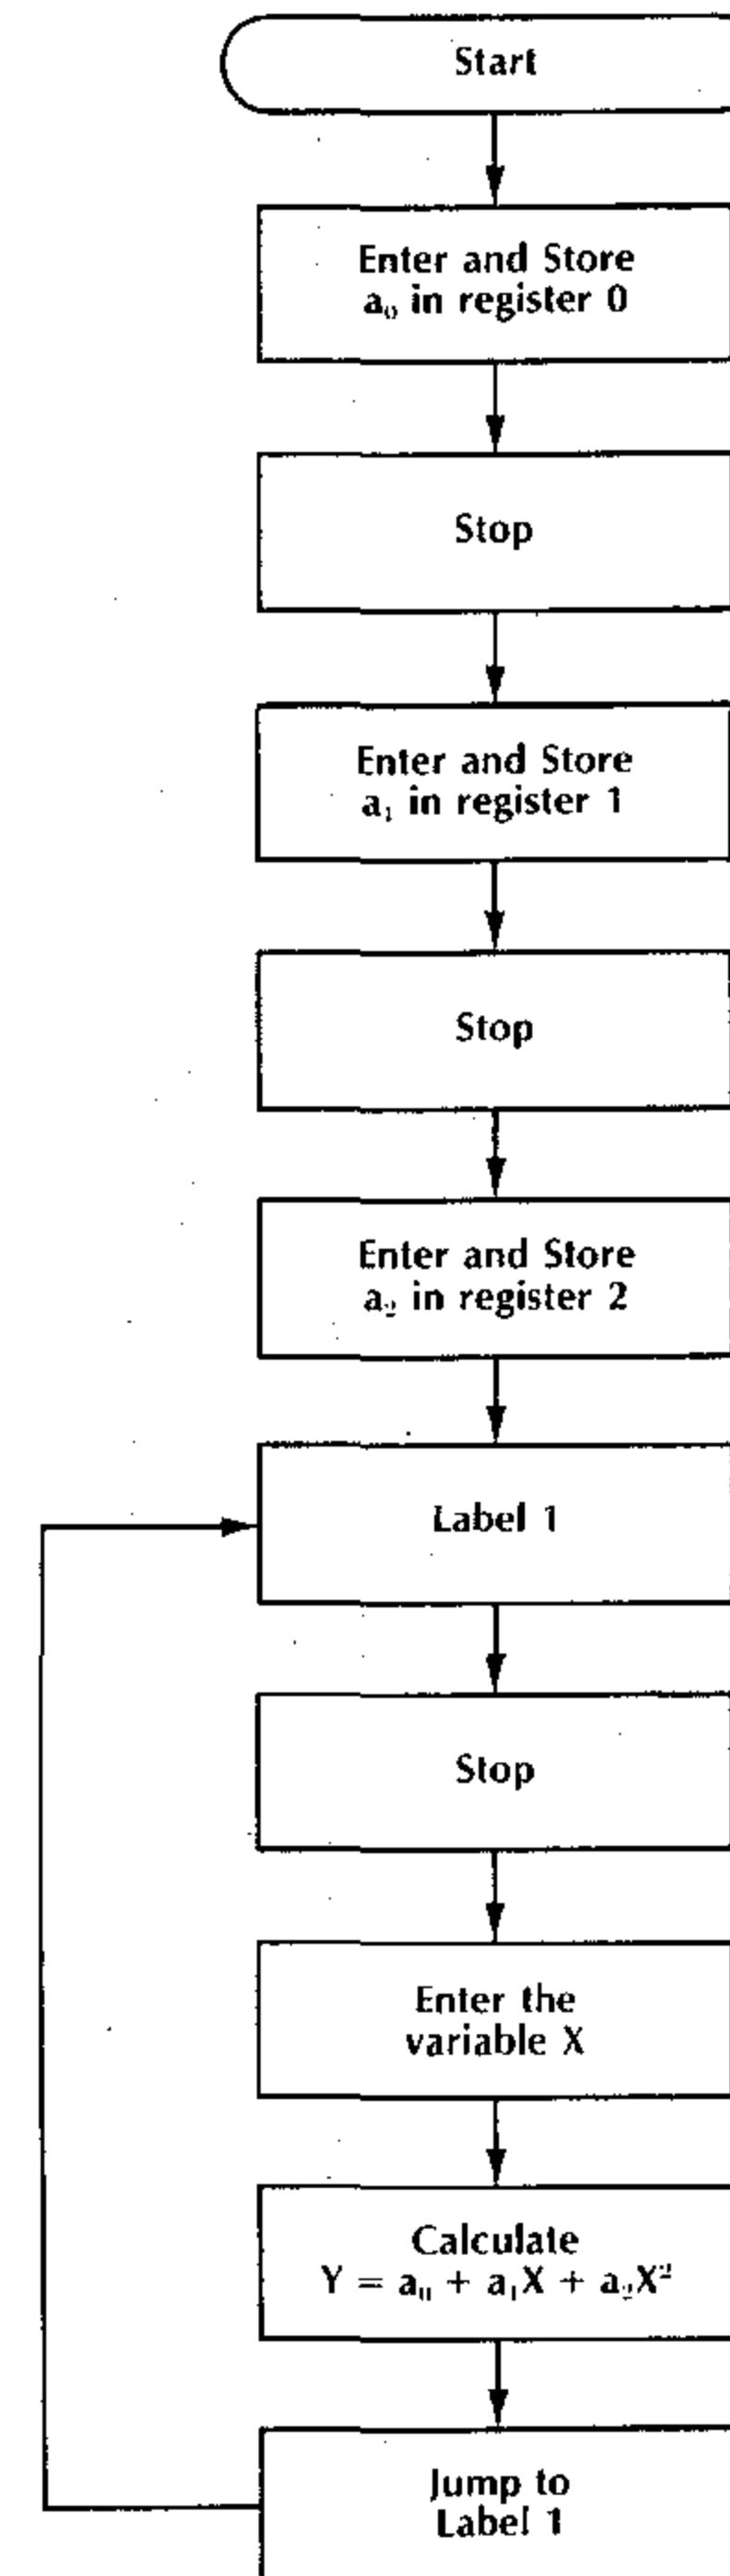 Start
Enter and Store
a₀ in register 0
Stop
Enter and Store
a₁ in register 1
Stop
Enter and Store
a₂ in register 2
Label 1
Stop
Enter the
variable X
Calculate
Y = a₀ + a₁X + a₂X²
Jump to
Label 1